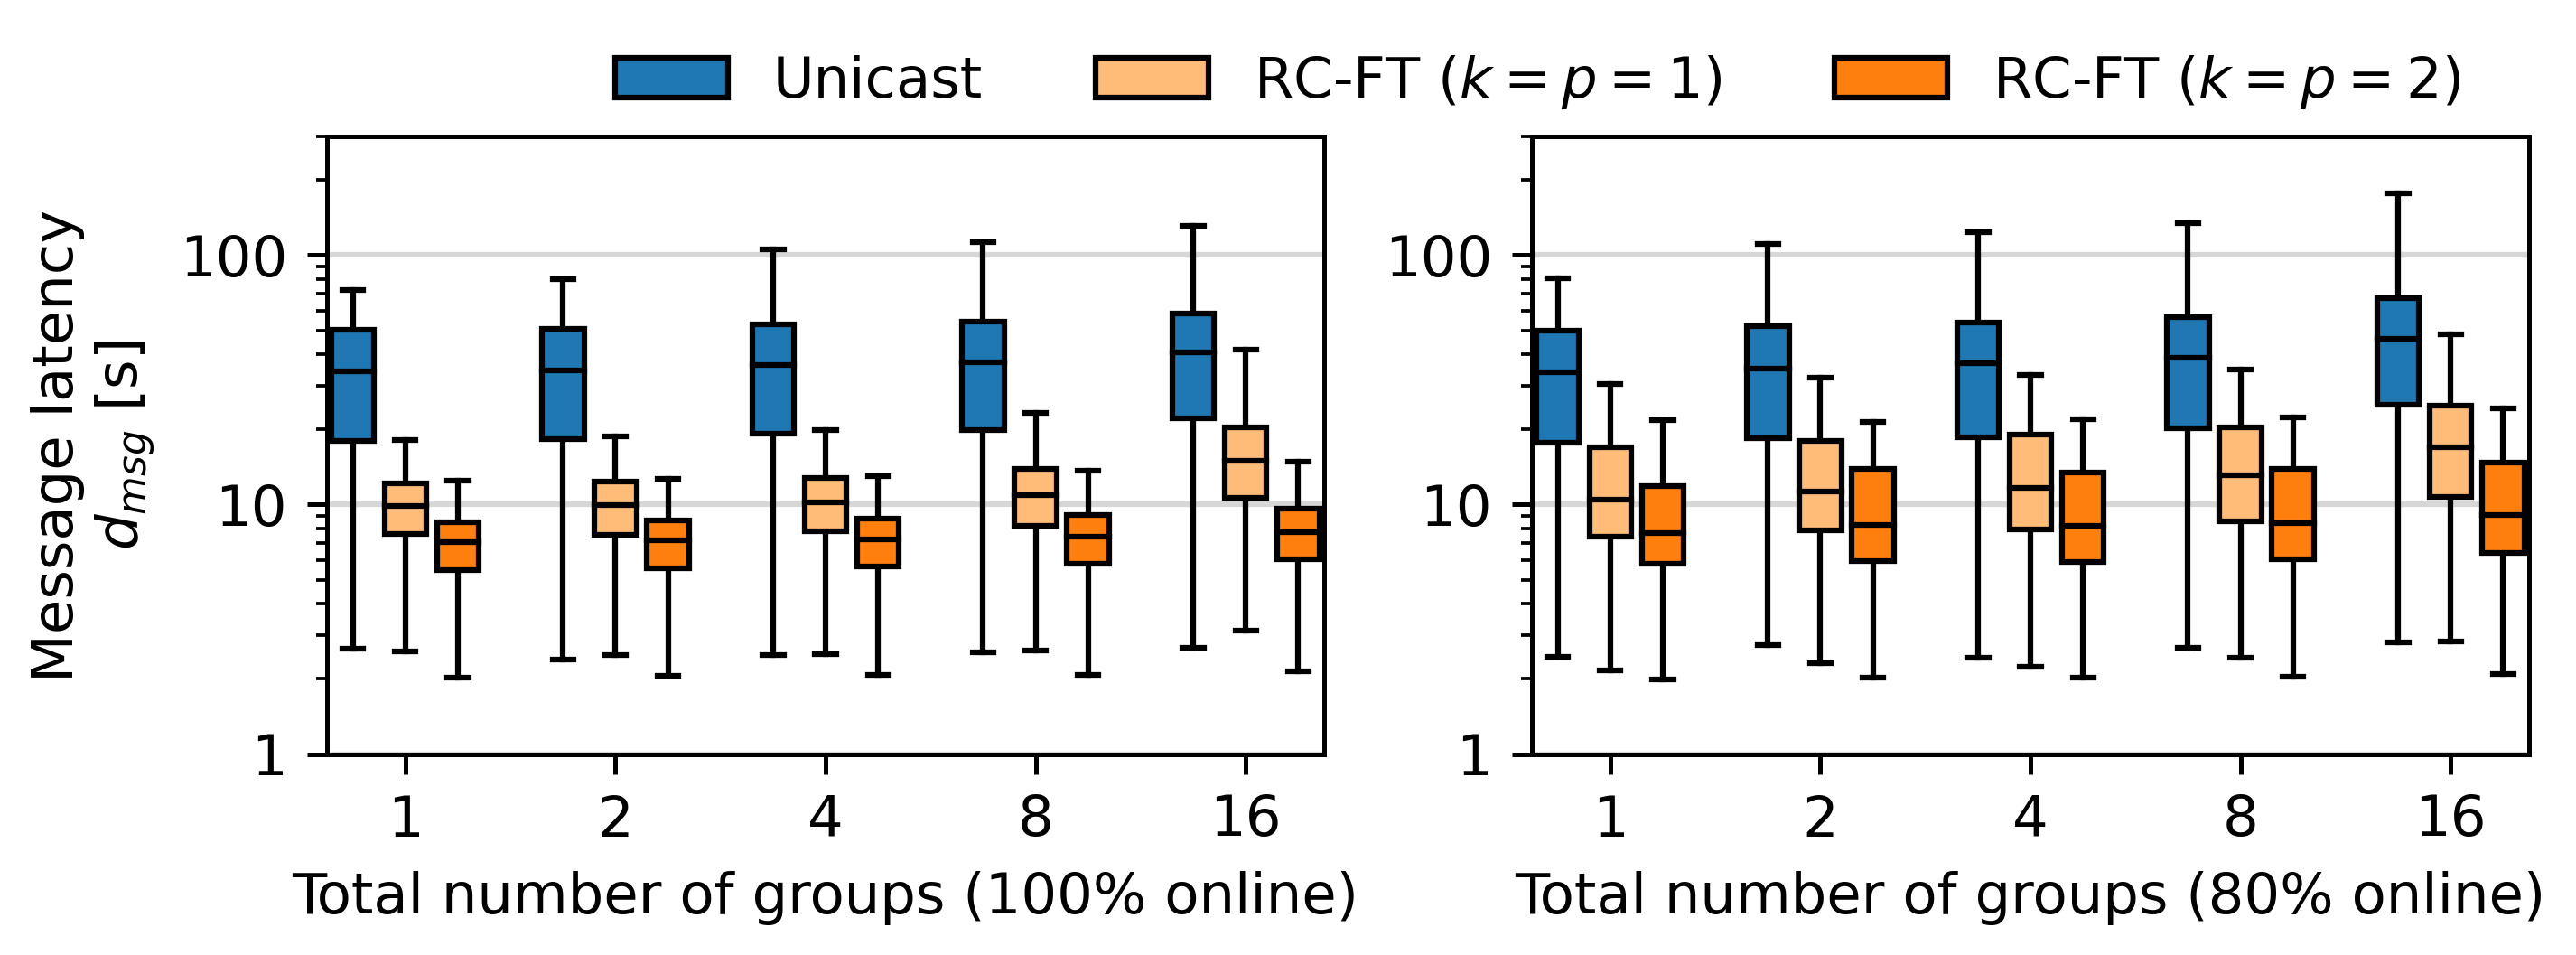 Unicast RC-FT (k = p = 1) RC-FT (k = p = 2)
Message latency
d_msg [s]
100
10
1
1 2 4 8 16
Total number of groups (100% online)
100
10
1
1 2 4 8 16
Total number of groups (80% online)